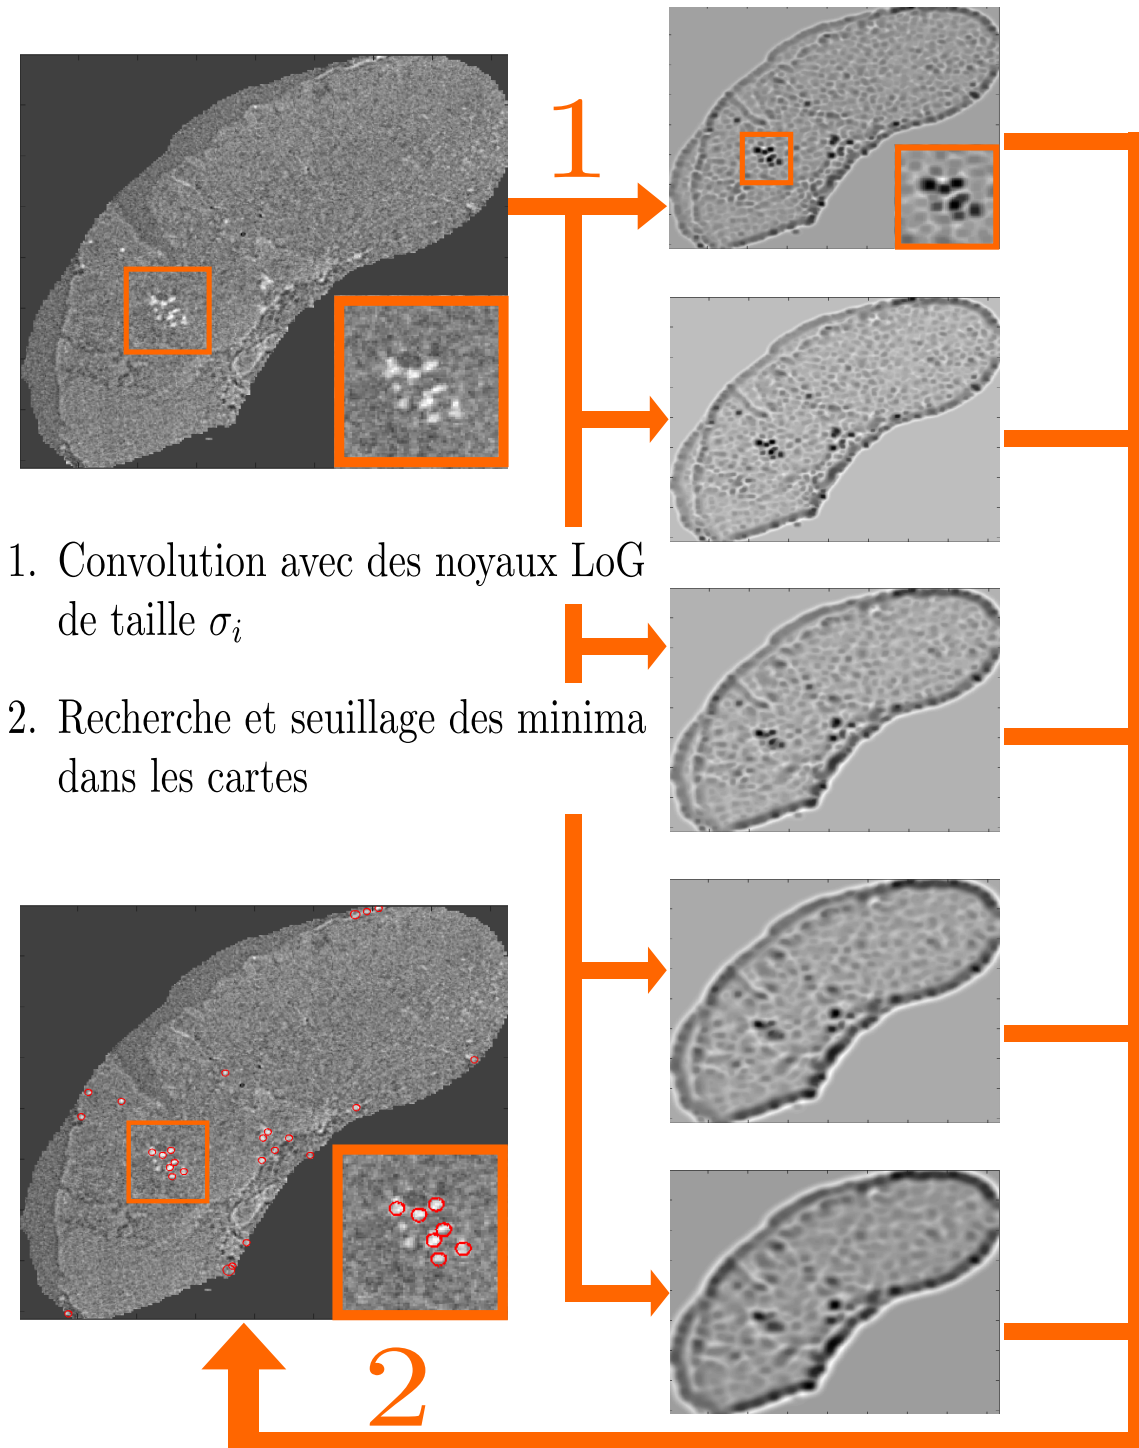 1
1. Convolution avec des noyaux LoG
de taille σᵢ
2. Recherche et seuillage des minima
dans les cartes
2